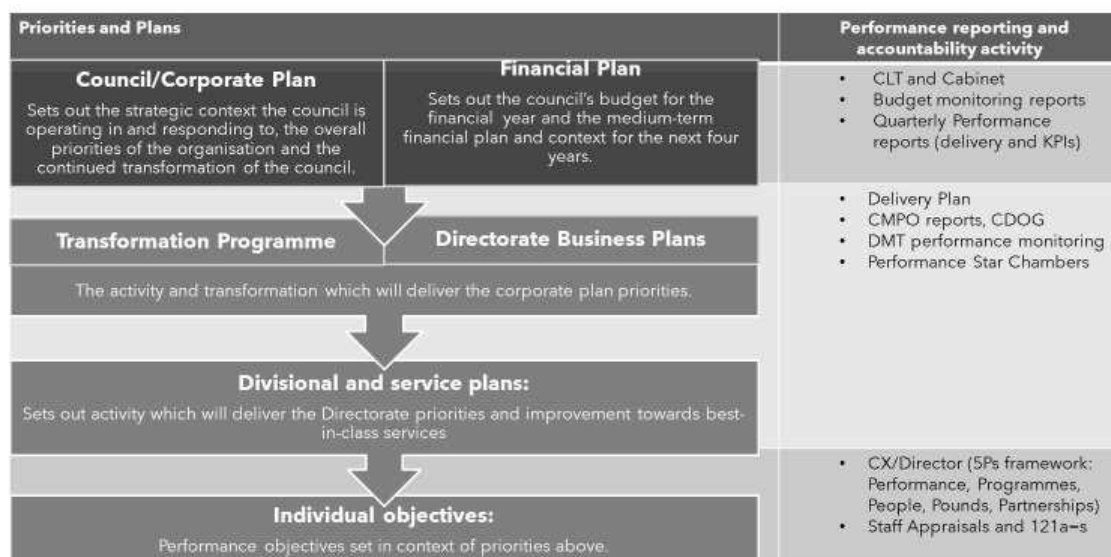 Priorities and Plans
Performance reporting and
accountability activity
Council/Corporate Plan
Sets out the strategic context the council is
operating in and responding to, the overall
priorities of the organisation and the
continued transformation of the council.
Financial Plan
Sets out the council's budget for the
financial year and the medium-term
financial plan and context for the next four
years.
• CLT and Cabinet
• Budget monitoring reports
• Quarterly Performance
reports (delivery and KPIs)
Transformation Programme
Directorate Business Plans
The activity and transformation which will deliver the corporate plan priorities.
• Delivery Plan
• CMPO reports, CDOG
• DMT performance monitoring
• Performance Star Chambers
Divisional and service plans:
Sets out activity which will deliver the Directorate priorities and improvement towards best-
in-class services
Individual objectives:
Performance objectives set in context of priorities above.
• CX/Director (5Ps framework:
Performance, Programmes,
People, Pounds, Partnerships)
• Staff Appraisals and 121a~s